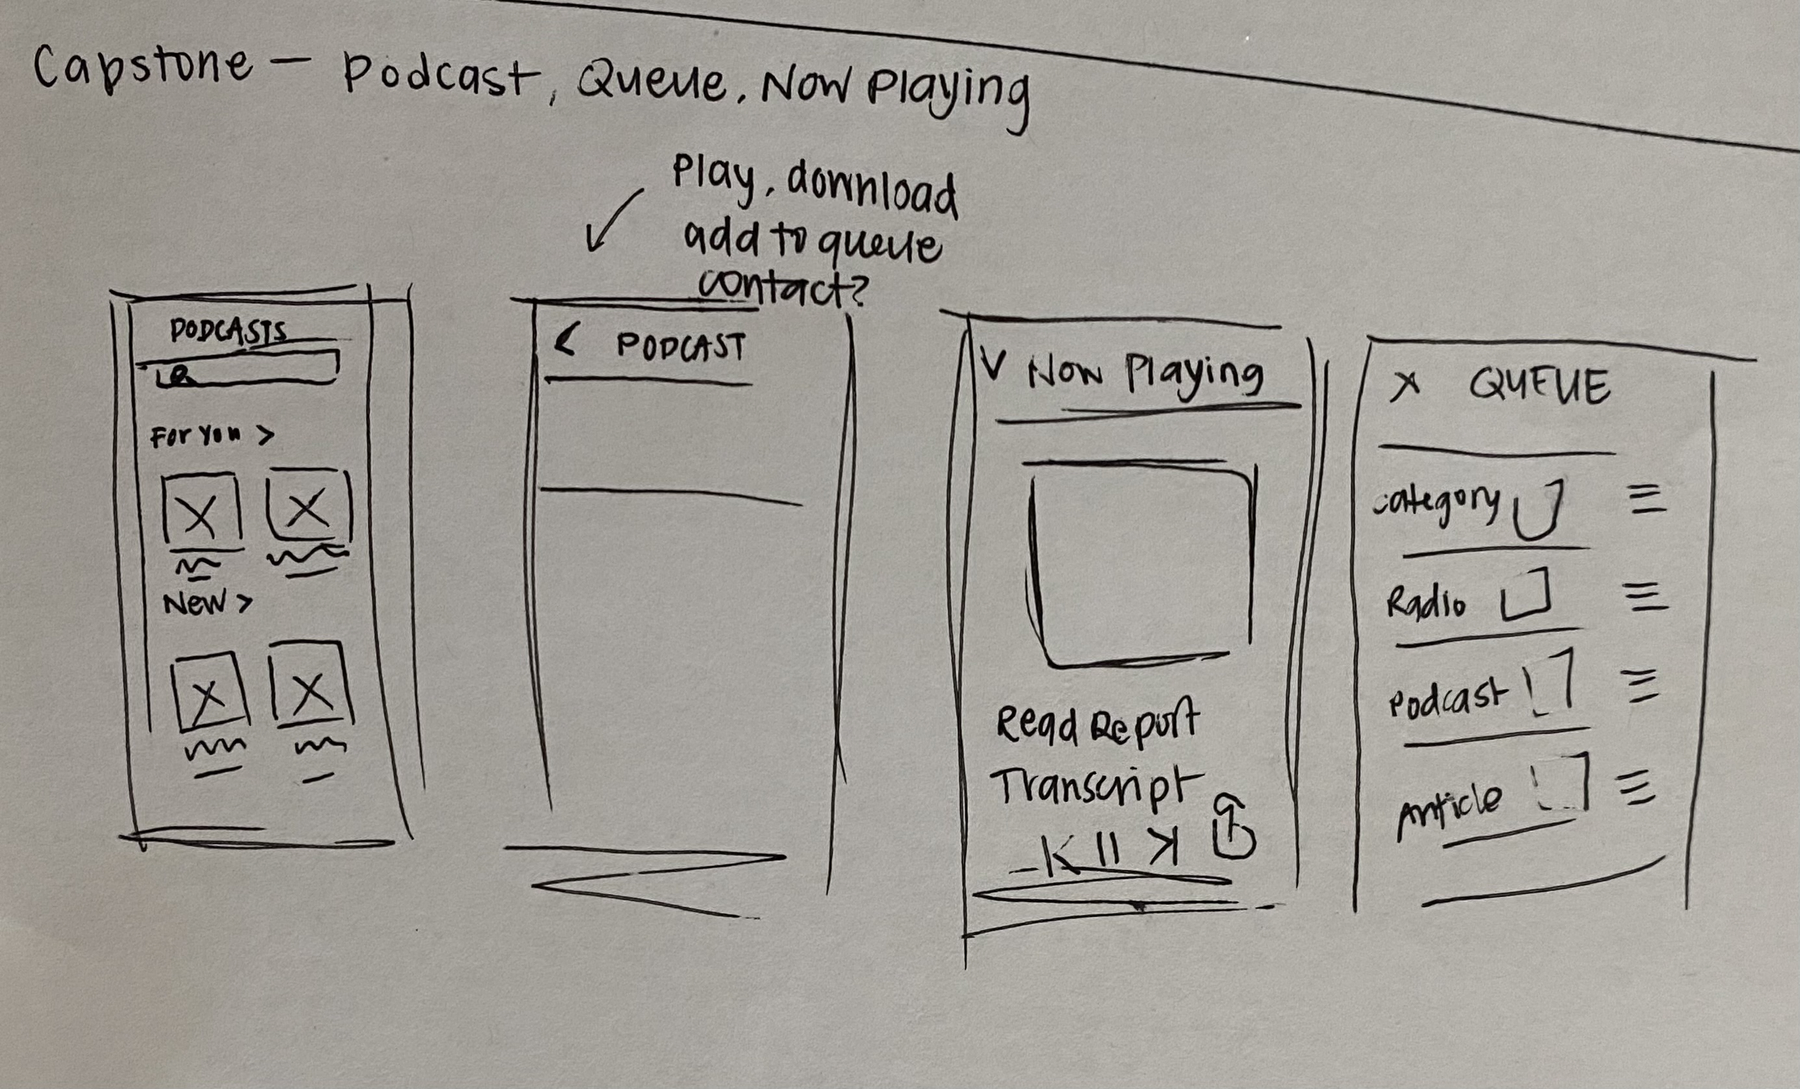 Capstone — Podcast, Queue, Now Playing
Play, download
add to queue
contact?
PODCASTS
For You >
New >
< PODCAST
V Now Playing
Read Report
Transcript
X QUEUE
Category
Radio
Podcast
Article